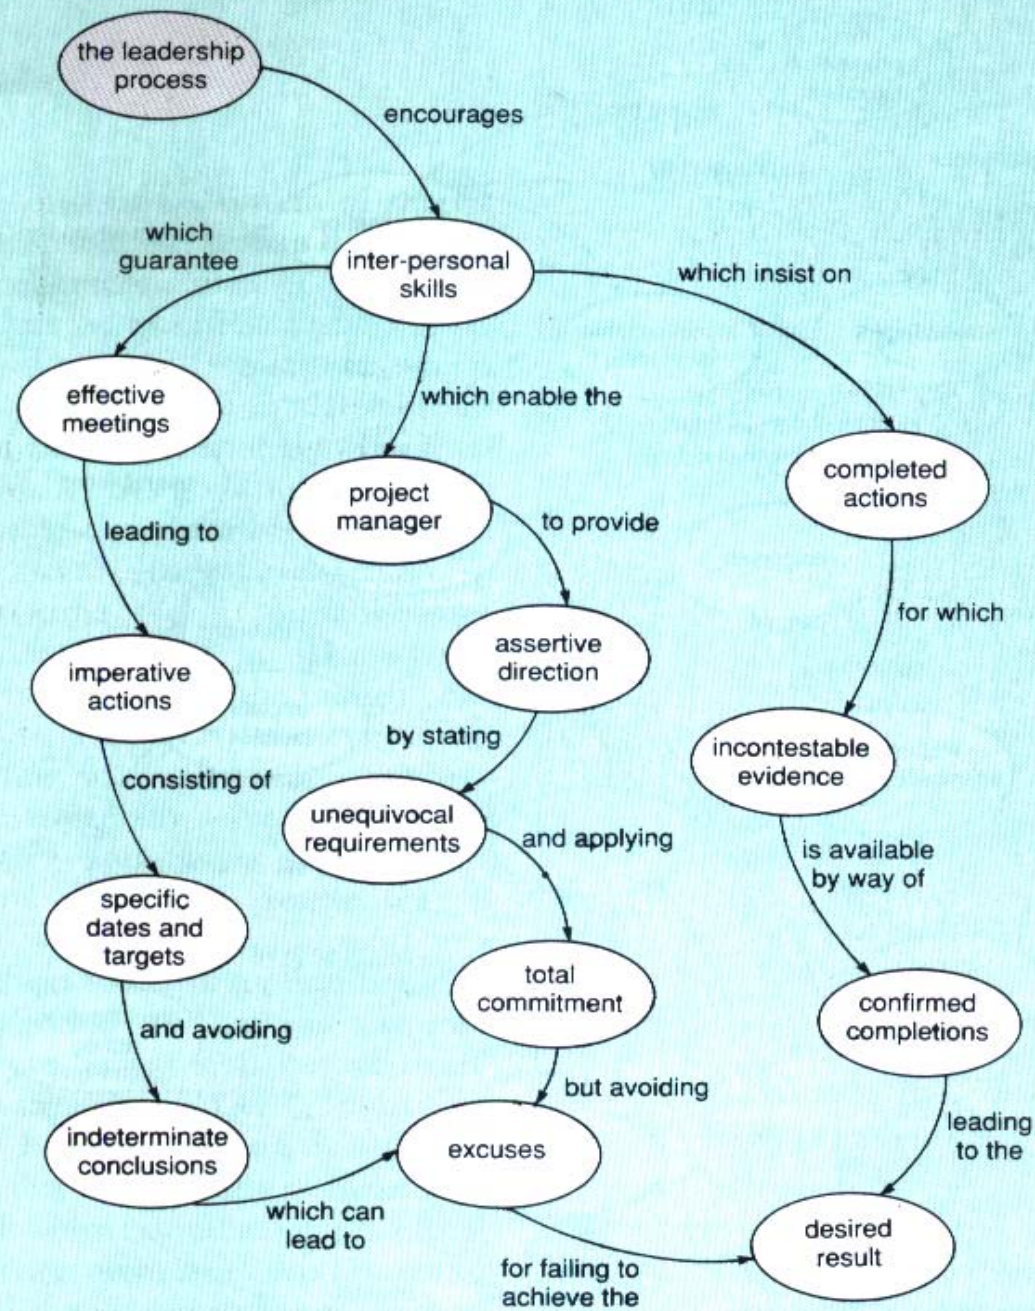 the leadership
process
encourages
which
guarantee
inter-personal
skills
which insist on
effective
meetings
which enable the
completed
actions
project
manager
leading to
to provide
for which
assertive
direction
imperative
actions
by stating
incontestable
evidence
consisting of
unequivocal
requirements
and applying
is available
by way of
specific
dates and
targets
total
commitment
confirmed
completions
and avoiding
but avoiding
indeterminate
conclusions
excuses
leading
to the
which can
lead to
desired
result
for failing to
achieve the